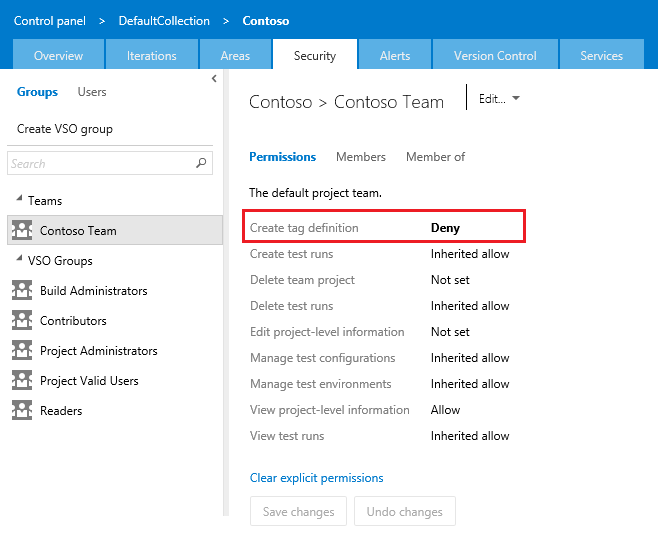 Control panel > DefaultCollection > Contoso
Overview Iterations Areas Security Alerts Version Control Services
Groups Users
Create VSO group
Search
Teams
Contoso Team
VSO Groups
Build Administrators
Contributors
Project Administrators
Project Valid Users
Readers
Contoso > Contoso Team Edit...
Permissions Members Member of
The default project team.
Create tag definition Deny
Create test runs Inherited allow
Delete team project Not set
Delete test runs Inherited allow
Edit project-level information Not set
Manage test configurations Inherited allow
Manage test environments Inherited allow
View project-level information Allow
View test runs Inherited allow
Clear explicit permissions
Save changes Undo changes